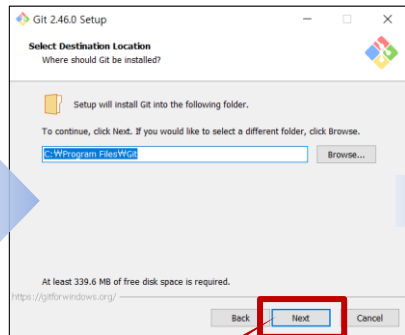 Git 2.46.0 Setup
Select Destination Location
Where should Git be installed?
Setup will install Git into the following folder.
To continue, click Next. If you would like to select a different folder, click Browse.
C:₩Program Files₩Git
Browse...
At least 339.6 MB of free disk space is required.
https://gitforwindows.org/
Back
Next
Cancel